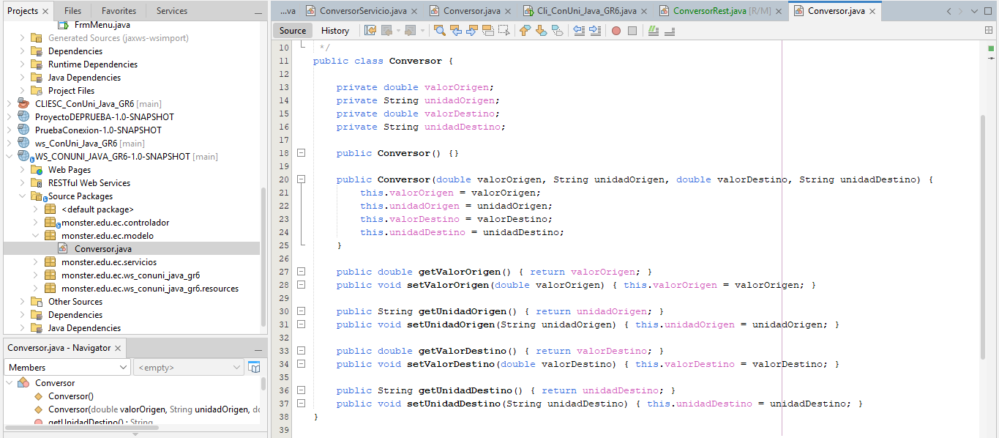 Projects Files Favorites Services
FrmMenu.java
Generated Sources (jaxws-wsimport)
Dependencies
Runtime Dependencies
Java Dependencies
Project Files
CLIESC_ConUni_Java_GR6 [main]
ProyectoDEPRUEBA-1.0-SNAPSHOT
PruebaConexion-1.0-SNAPSHOT
ws_ConUni_Java_GR6 [main]
WS_CONUNI_JAVA_GR6-1.0-SNAPSHOT [main]
Web Pages
RESTful Web Services
Source Packages
<default package>
monster.edu.ec.controlador
monster.edu.ec.modelo
Conversor.java
monster.edu.ec.servicios
monster.edu.ec.ws_conuni_java_gr6
monster.edu.ec.ws_conuni_java_gr6.resources
Other Sources
Dependencies
Java Dependencies
Conversor.java - Navigator
Members <empty>
Conversor
Conversor()
Conversor(double valorOrigen, String unidadOrigen, do
getUnidadDestino() : String
...va ConversorServicio.java Conversor.java Cli_ConUni_Java_GR6.java ConversorRest.java [R/M] Conversor.java
Source History
10 */
11 public class Conversor {
12
13 private double valorOrigen;
14 private String unidadOrigen;
15 private double valorDestino;
16 private String unidadDestino;
17
18 public Conversor() {}
19
20 public Conversor(double valorOrigen, String unidadOrigen, double valorDestino, String unidadDestino) {
21 this.valorOrigen = valorOrigen;
22 this.unidadOrigen = unidadOrigen;
23 this.valorDestino = valorDestino;
24 this.unidadDestino = unidadDestino;
25 }
26
27 public double getValorOrigen() { return valorOrigen; }
28 public void setValorOrigen(double valorOrigen) { this.valorOrigen = valorOrigen; }
29
30 public String getUnidadOrigen() { return unidadOrigen; }
31 public void setUnidadOrigen(String unidadOrigen) { this.unidadOrigen = unidadOrigen; }
32
33 public double getValorDestino() { return valorDestino; }
34 public void setValorDestino(double valorDestino) { this.valorDestino = valorDestino; }
35
36 public String getUnidadDestino() { return unidadDestino; }
37 public void setUnidadDestino(String unidadDestino) { this.unidadDestino = unidadDestino; }
38 }
39